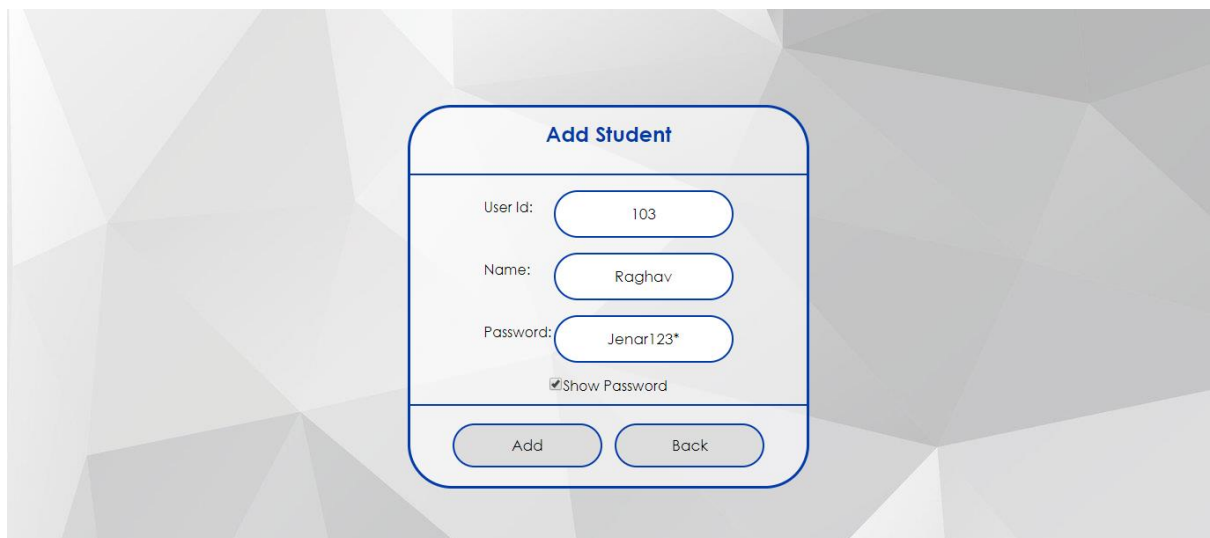 Add Student
User Id: 103
Name: Raghav
Password: Jenar123*
Show Password
Add Back